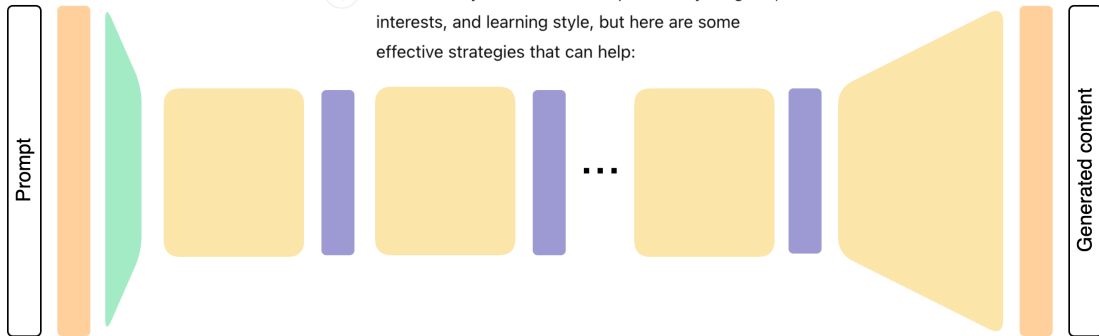 interests, and learning style, but here are some
effective strategies that can help:
Prompt
...
Generated content